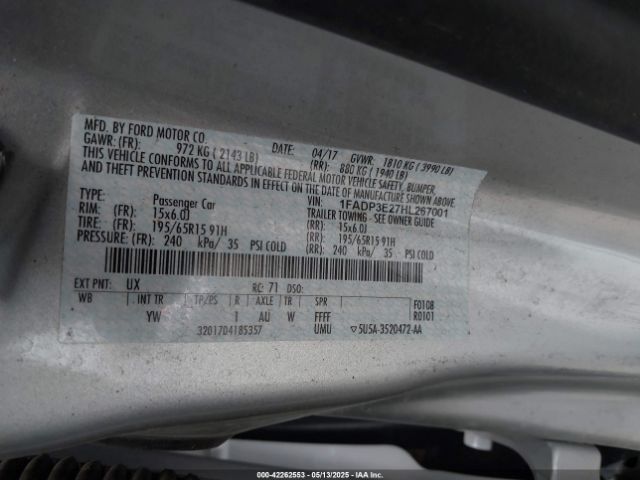 MFD. BY FORD MOTOR CO. DATE: 04/17 GVWR: 1810 KG ( 3990 LB)
GAWR: (FR): 972 KG ( 2143 LB) (RR): 880 KG ( 1940 LB)
THIS VEHICLE CONFORMS TO ALL APPLICABLE FEDERAL MOTOR VEHICLE SAFETY, BUMPER,
AND THEFT PREVENTION STANDARDS IN EFFECT ON THE DATE OF MANUFACTURE SHOWN ABOVE.
VIN: 1FADP3E27HL267001
TYPE: Passenger Car TRAILER TOWING - SEE OWNER GUIDE
RIM: (FR): 15x6.0J (RR): 15x6.0J
TIRE: (FR): 195/65R15 91H (RR): 195/65R15 91H
PRESSURE: (FR): 240 kPa/ 35 PSI COLD (RR): 240 kPa/ 35 PSI COLD
EXT PNT: UX RC: 71 DSO:
WB INT TR TP/PS R AXLE TR SPR F0108
YW 1 AU W FFFF R0101
3201704185357 UMU ▽5U5A-3520472-AA
000-42262553 - 05/13/2025 - COPYRIGHT IAA, LLC